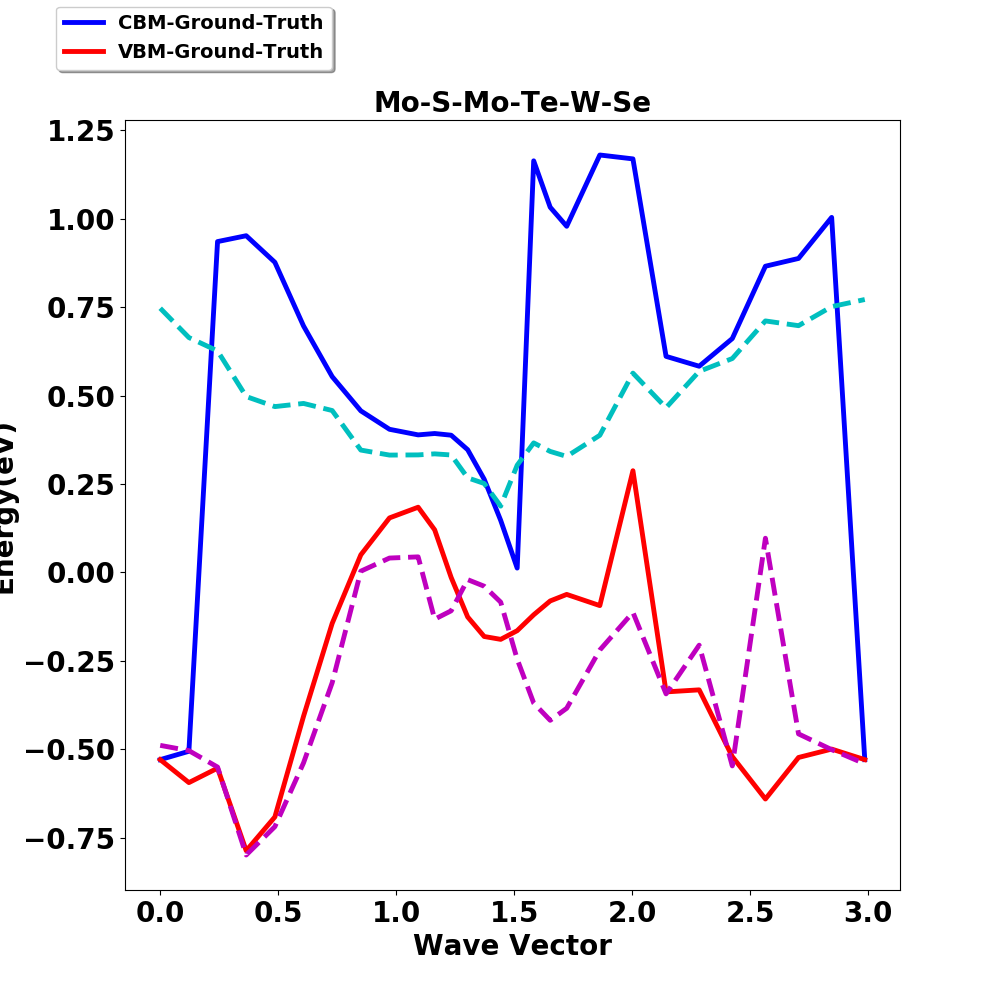 CBM-Ground-Truth
VBM-Ground-Truth
Mo-S-Mo-Te-W-Se
1.25
1.00
0.75
0.50
0.25
0.00
−0.25
−0.50
−0.75
Energy(eV)
0.0 0.5 1.0 1.5 2.0 2.5 3.0
Wave Vector